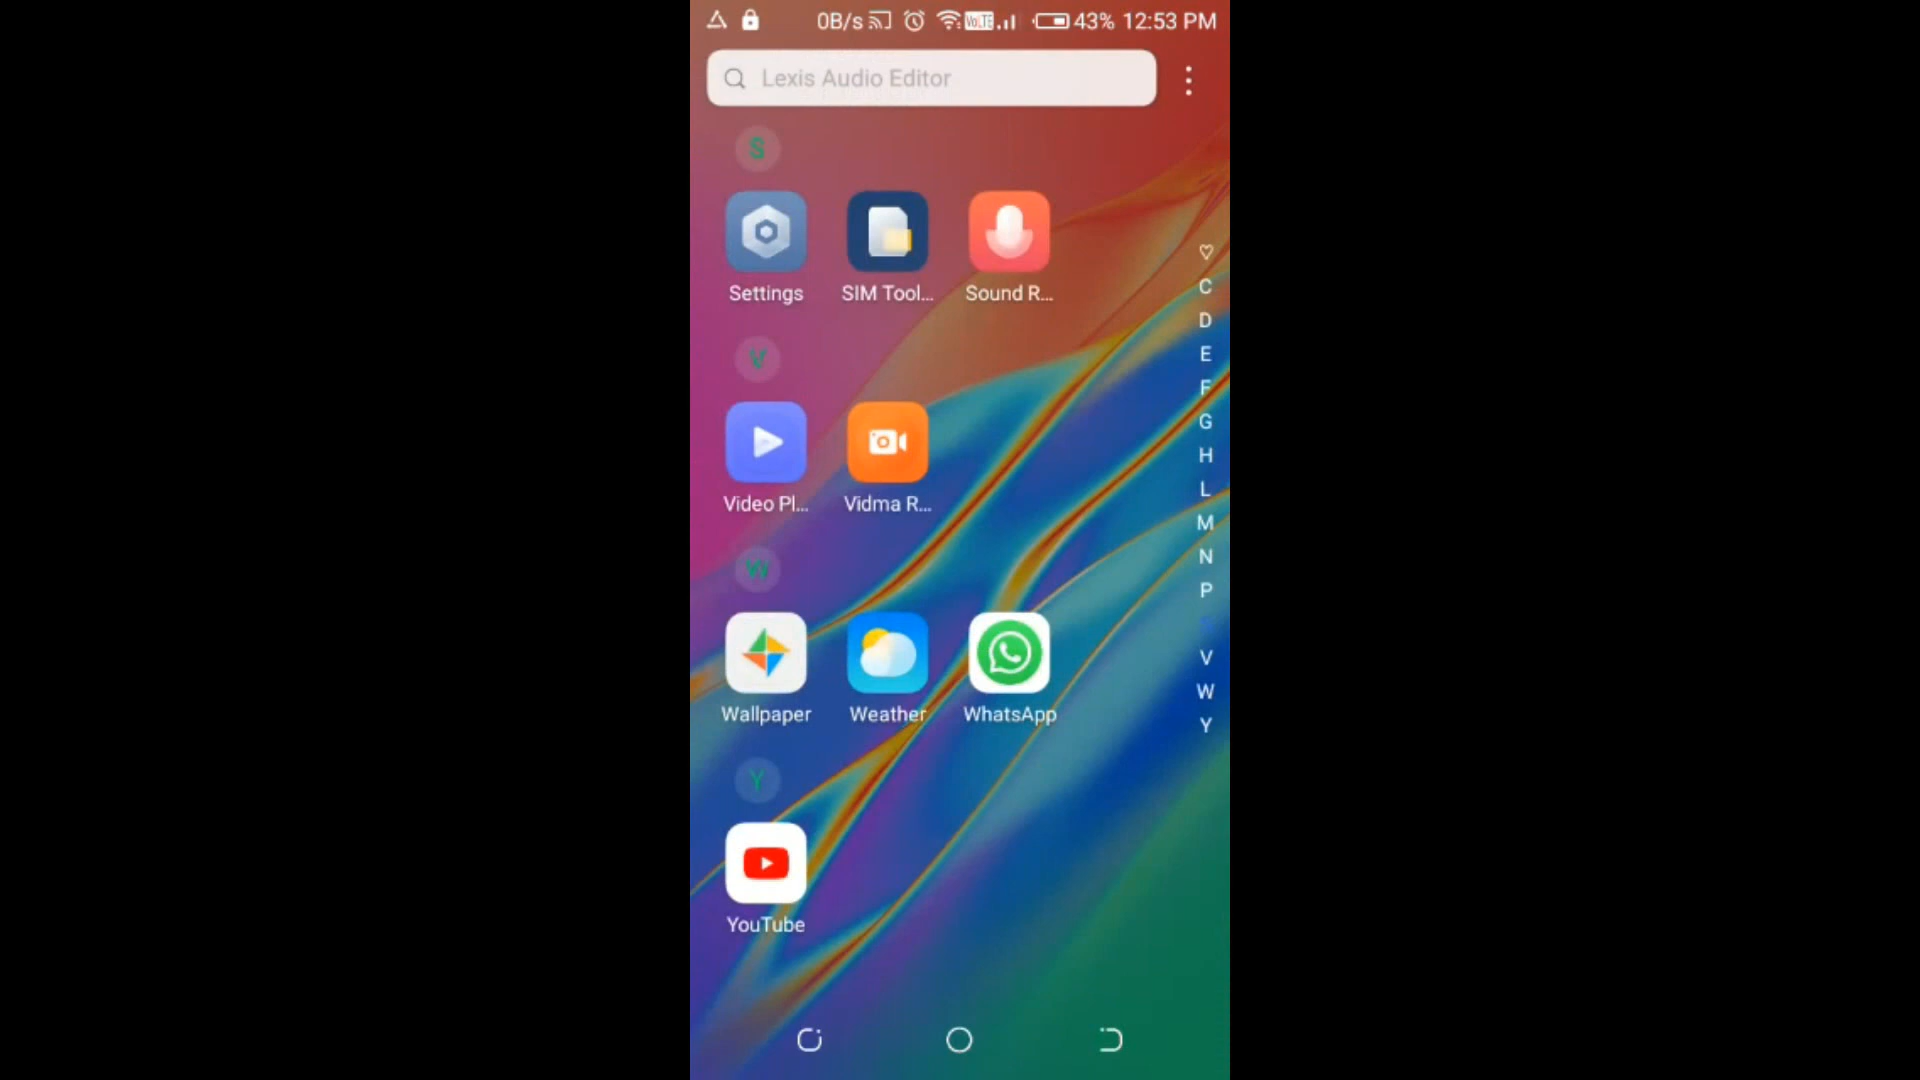 0B/s VoLTE 43% 12:53 PM
Lexis Audio Editor
S
Settings SIM Tool... Sound R...
V
Video Pl... Vidma R...
W
Wallpaper Weather WhatsApp
Y
YouTube
C
D
E
F
G
H
L
M
N
P
S
V
W
Y